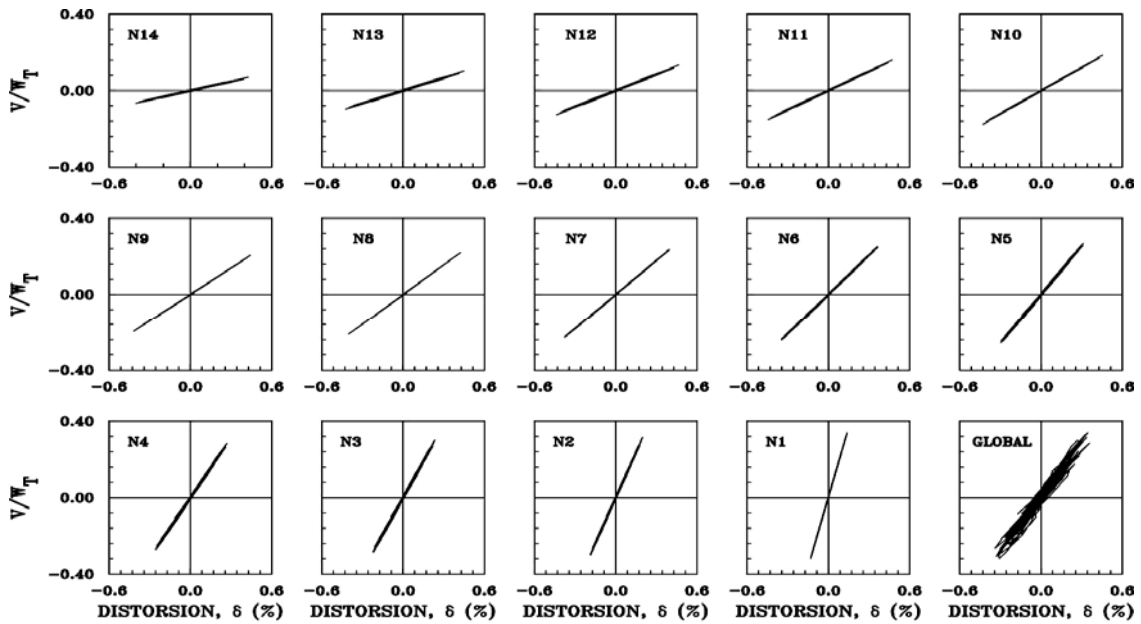 0.40 N14 N13 N12 N11 N10
V/W_T 0.00
−0.40
−0.6 0.0 0.6 −0.6 0.0 0.6 −0.6 0.0 0.6 −0.6 0.0 0.6 −0.6 0.0 0.6
0.40 N9 N8 N7 N6 N5
V/W_T 0.00
−0.40
−0.6 0.0 0.6 −0.6 0.0 0.6 −0.6 0.0 0.6 −0.6 0.0 0.6 −0.6 0.0 0.6
0.40 N4 N3 N2 N1 GLOBAL
V/W_T 0.00
−0.40
−0.6 0.0 0.6 −0.6 0.0 0.6 −0.6 0.0 0.6 −0.6 0.0 0.6 −0.6 0.0 0.6
DISTORSION, δ (%) DISTORSION, δ (%) DISTORSION, δ (%) DISTORSION, δ (%) DISTORSION, δ (%)